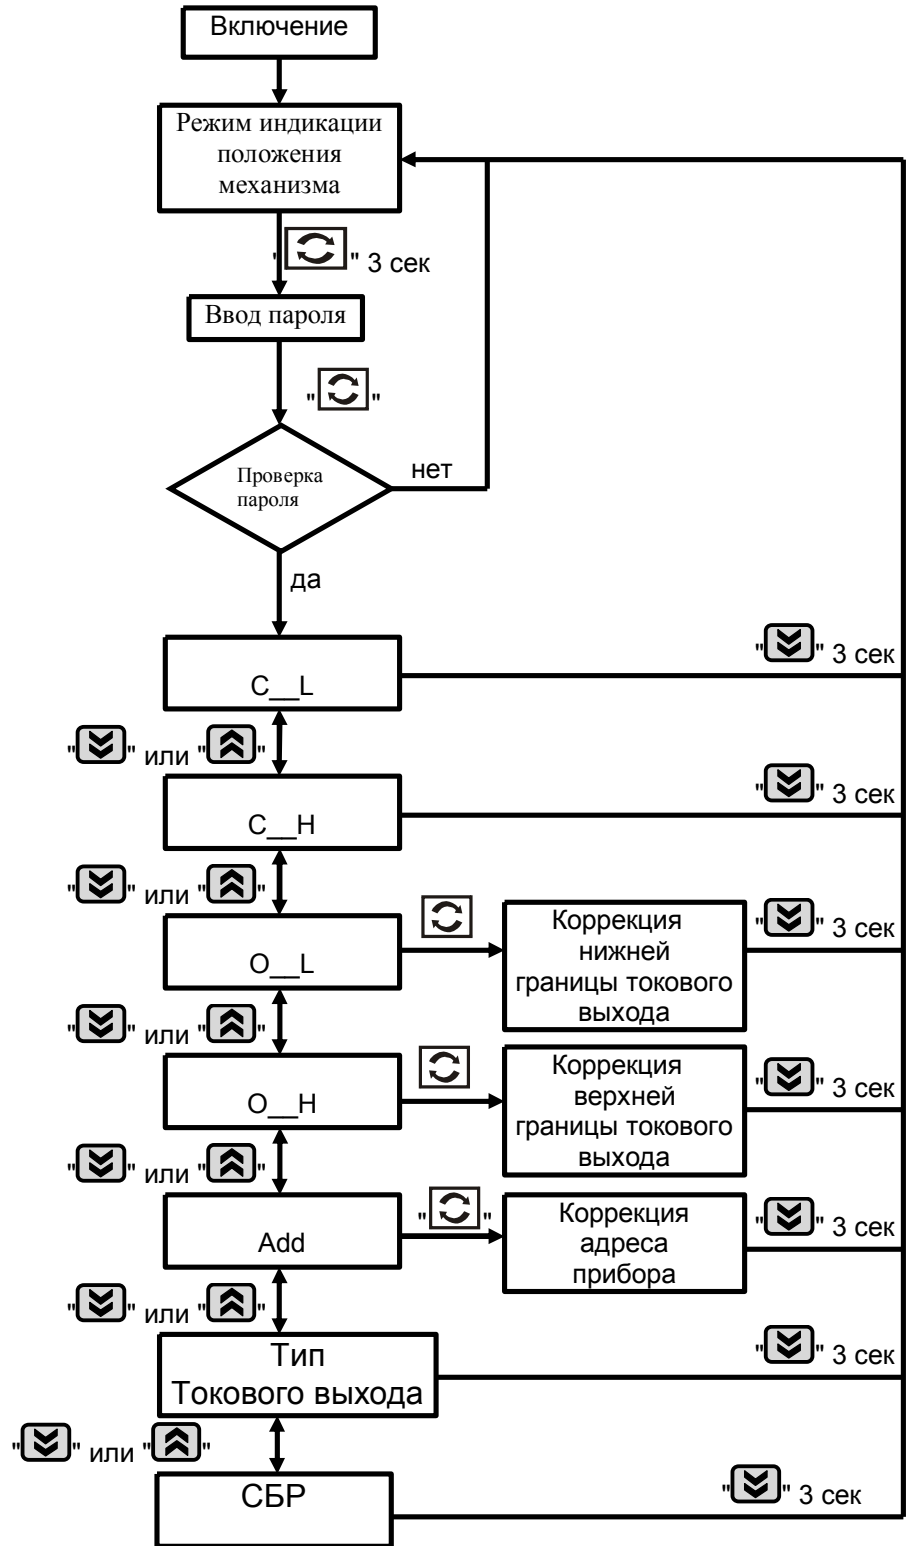 Включение
Режим индикации
положения
механизма
" " 3 сек
Ввод пароля
" "
Проверка
пароля
нет
да
C__L
" " 3 сек
" " или " "
C__H
" " 3 сек
" " или " "
O__L
Коррекция
нижней
границы токового
выхода
" " 3 сек
" " или " "
O__H
Коррекция
верхней
границы токового
выхода
" " 3 сек
" " или " "
Add
" "
Коррекция
адреса
прибора
" " 3 сек
" " или " "
Тип
Токового выхода
" " 3 сек
" " или " "
СБР
" " 3 сек